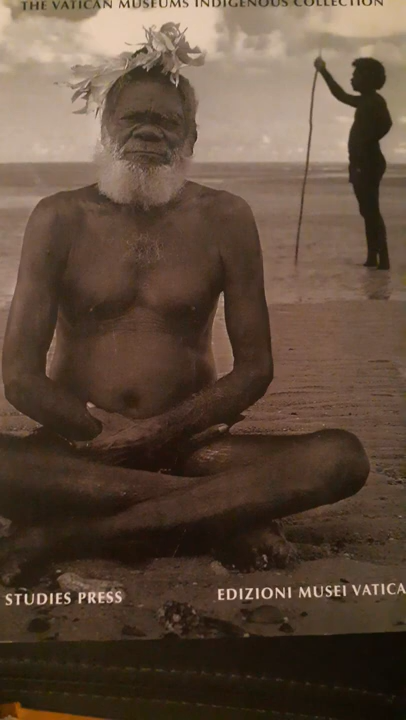 THE VATICAN MUSEUMS INDIGENOUS COLLECTION
STUDIES PRESS
EDIZIONI MUSEI VATICA